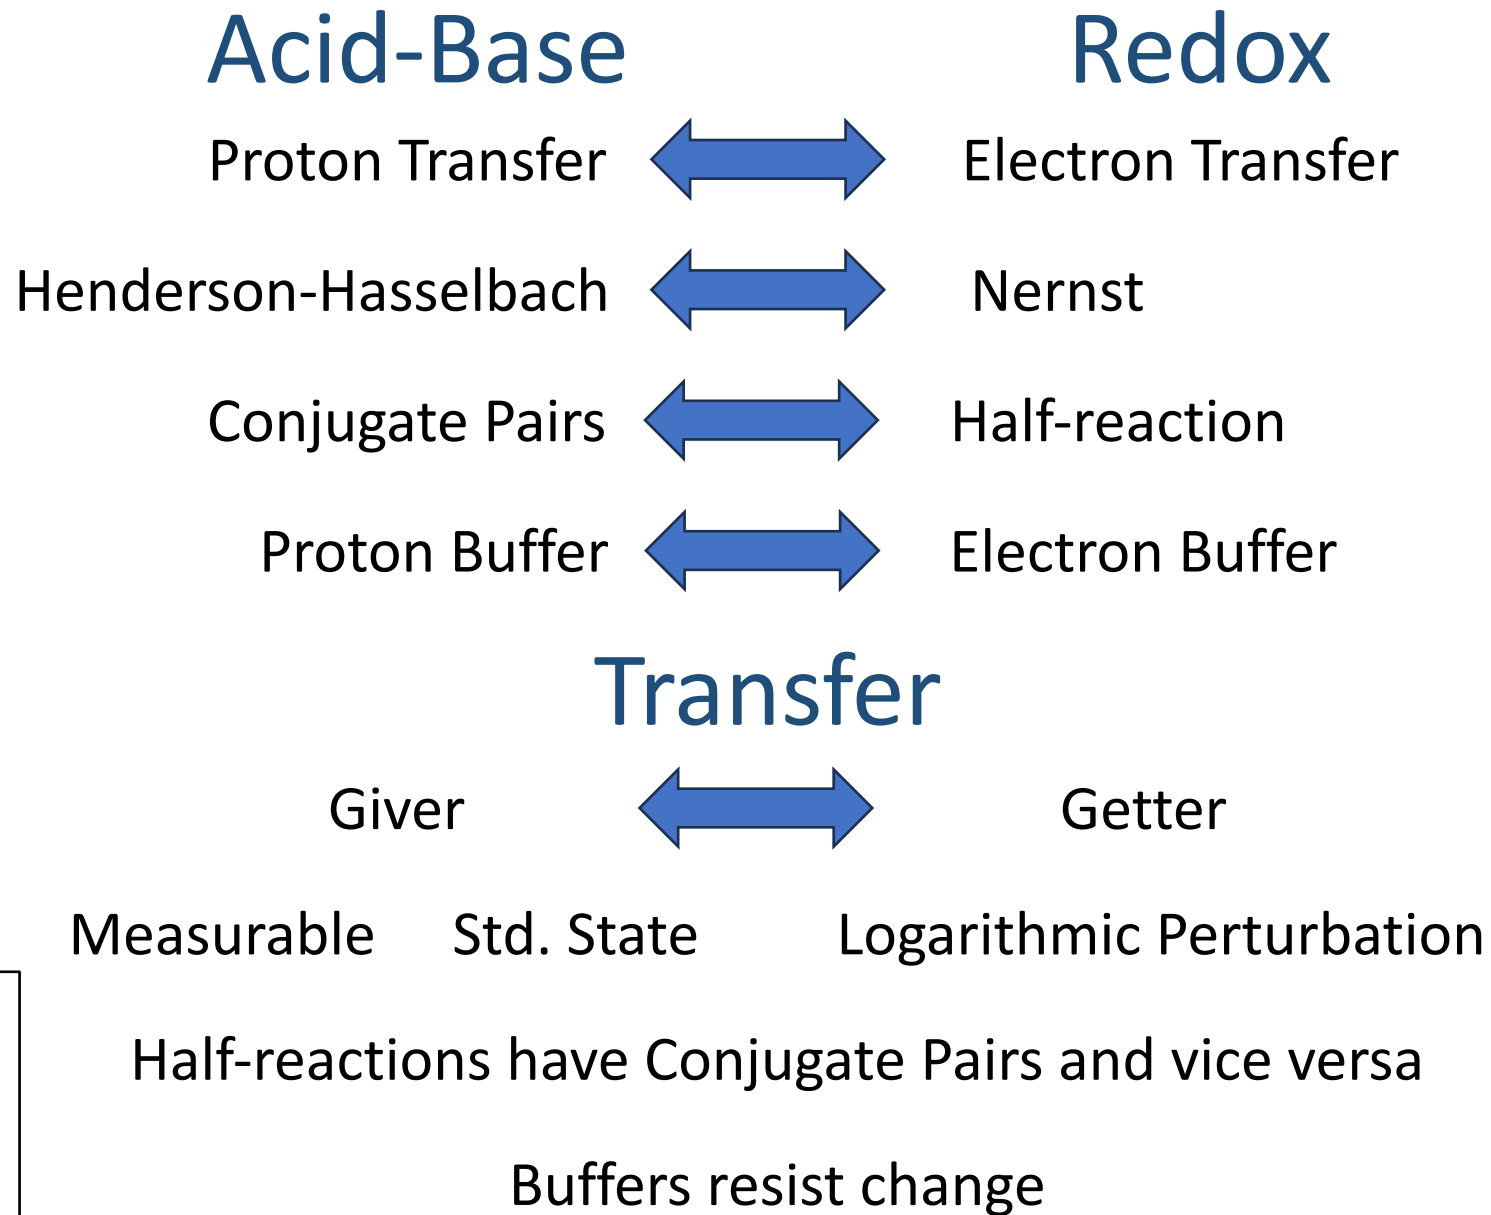 Acid-Base Redox
Proton Transfer Electron Transfer
Henderson-Hasselbach Nernst
Conjugate Pairs Half-reaction
Proton Buffer Electron Buffer
Transfer
Giver Getter
Measurable Std. State Logarithmic Perturbation
Half-reactions have Conjugate Pairs and vice versa
Buffers resist change